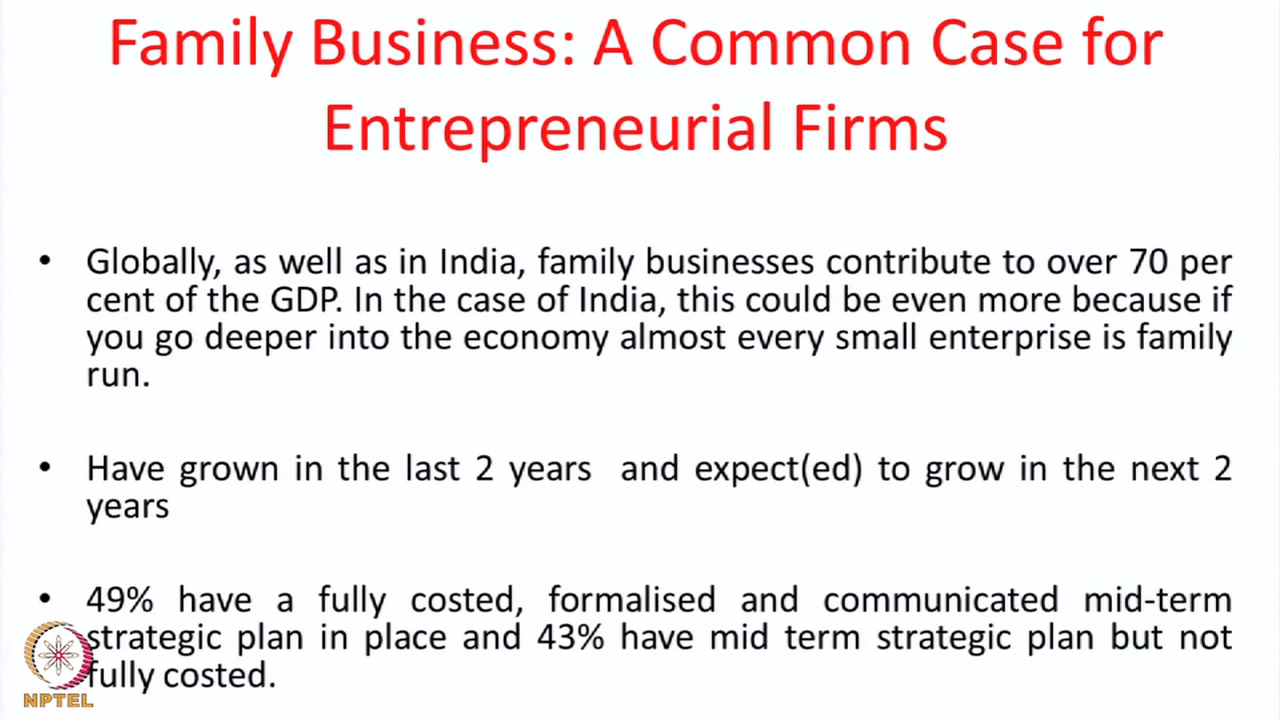 Family Business: A Common Case for
Entrepreneurial Firms
• Globally, as well as in India, family businesses contribute to over 70 per
cent of the GDP. In the case of India, this could be even more because if
you go deeper into the economy almost every small enterprise is family
run.
• Have grown in the last 2 years and expect(ed) to grow in the next 2
years
• 49% have a fully costed, formalised and communicated mid-term
strategic plan in place and 43% have mid term strategic plan but not
fully costed.
NPTEL